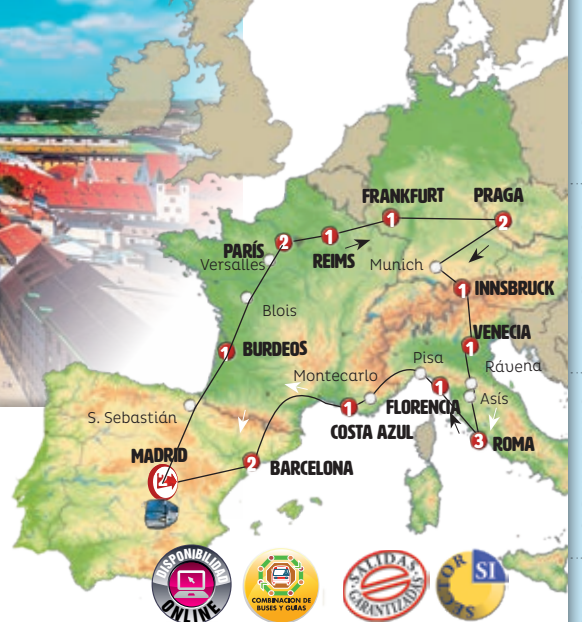 FRANKFURT
1
PRAGA
2
PARÍS
2
Versalles
1
REIMS
Munich
1
INNSBRUCK
Blois
VENECIA
1
1
BURDEOS
Pisa
Rávena
Montecarlo
Asís
1
FLORENCIA
S. Sebastián
1
COSTA AZUL
3
ROMA
MADRID
2
2
BARCELONA
DISPONIBILIDAD
ONLINE
COMBINACIÓN DE
BUSES Y GUÍAS
SALIDAS
GARANTIZADAS
SELFOR
SI